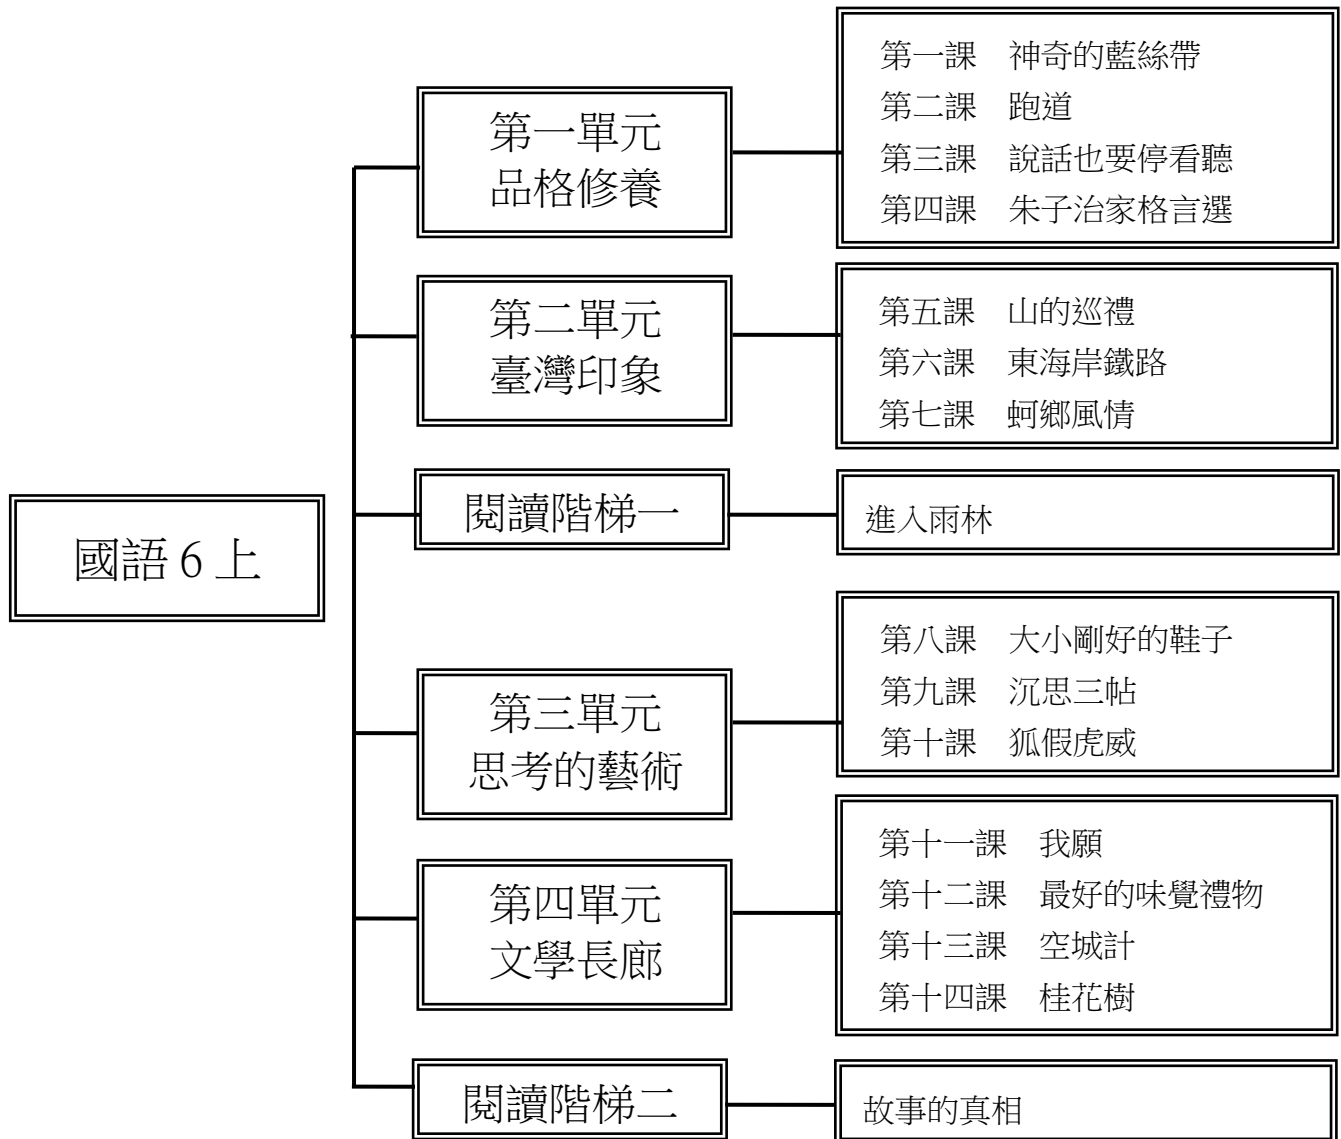 國語 6 上
第一單元
品格修養
第一課 神奇的藍絲帶
第二課 跑道
第三課 說話也要停看聽
第四課 朱子治家格言選
第二單元
臺灣印象
第五課 山的巡禮
第六課 東海岸鐵路
第七課 蚵鄉風情
閱讀階梯一
進入雨林
第三單元
思考的藝術
第八課 大小剛好的鞋子
第九課 沉思三帖
第十課 狐假虎威
第四單元
文學長廊
第十一課 我願
第十二課 最好的味覺禮物
第十三課 空城計
第十四課 桂花樹
閱讀階梯二
故事的真相